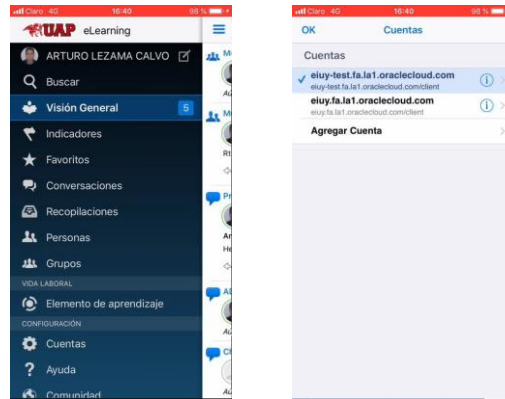 Claro 4G 16:40 98 %
UAP eLearning
ARTURO LEZAMA CALVO
Buscar
Visión General 5
Indicadores
Favoritos
Conversaciones
Recopilaciones
Personas
Grupos
VIDA LABORAL
Elemento de aprendizaje
CONFIGURACIÓN
Cuentas
Ayuda
Comunidad
Claro 4G 16:40 98 %
OK Cuentas
Cuentas
eiuy-test.fa.la1.oraclecloud.com
eiuy-test.fa.la1.oraclecloud.com/client
eiuy.fa.la1.oraclecloud.com
eiuy.fa.la1.oraclecloud.com/client
Agregar Cuenta